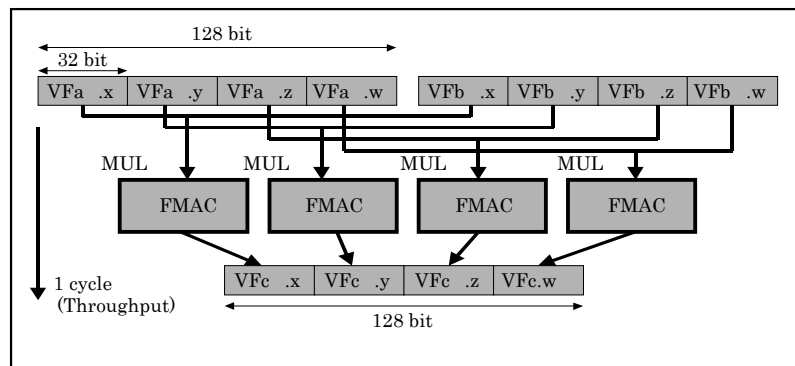 128 bit
32 bit
VFa .x VFa .y VFa .z VFa .w VFb .x VFb .y VFb .z VFb .w
MUL MUL MUL MUL
FMAC FMAC FMAC FMAC
VFc .x VFc .y VFc .z VFc.w
1 cycle
(Throughput)
128 bit